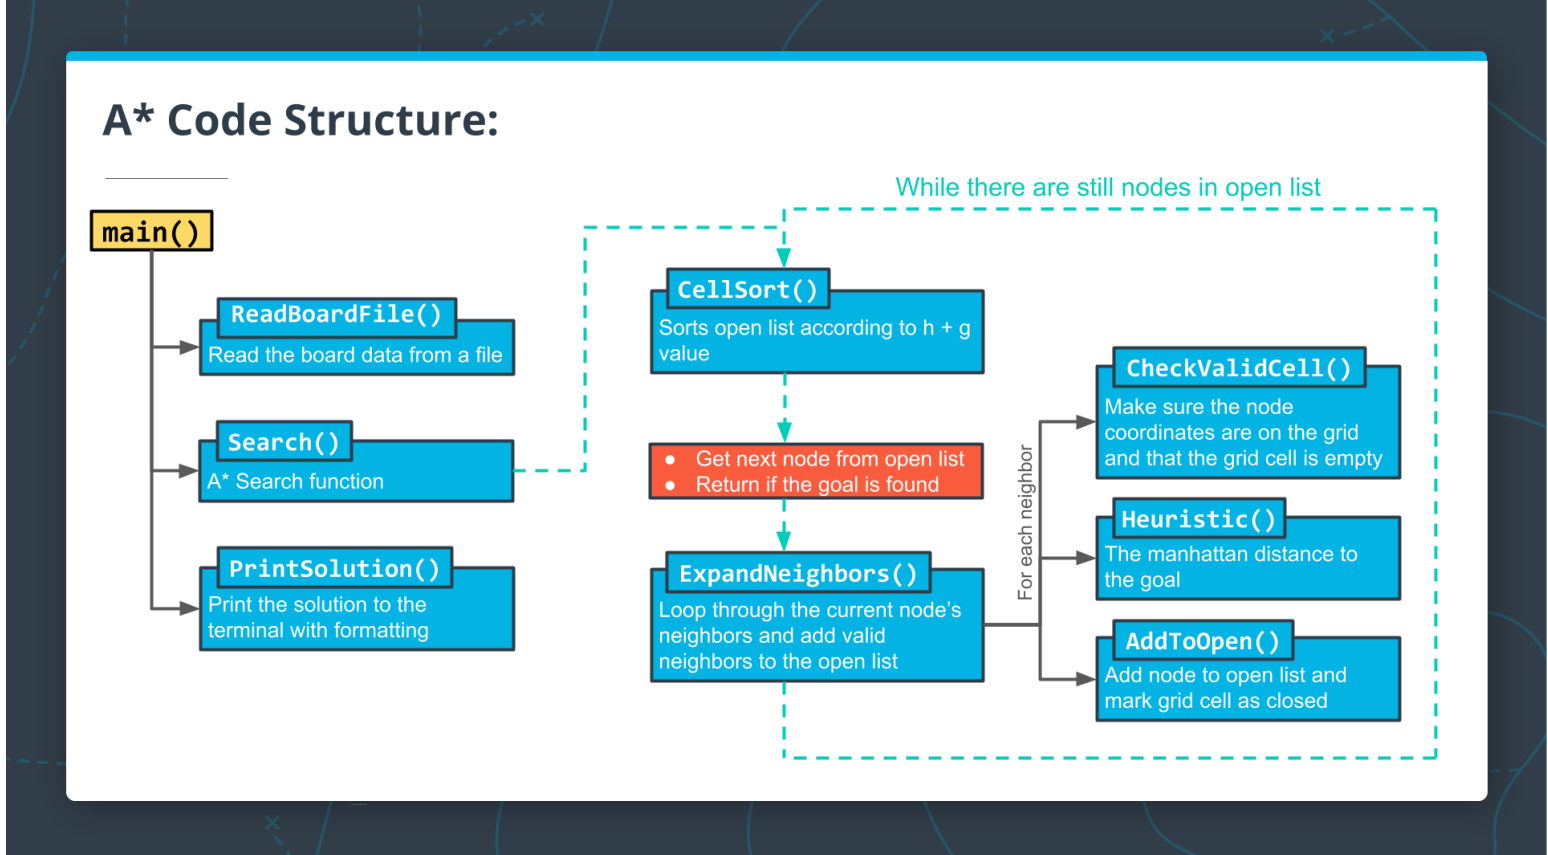 A* Code Structure:
While there are still nodes in open list
main()
ReadBoardFile()
Read the board data from a file
Search()
A* Search function
PrintSolution()
Print the solution to the
terminal with formatting
CellSort()
Sorts open list according to h + g
value
● Get next node from open list
● Return if the goal is found
ExpandNeighbors()
Loop through the current node’s
neighbors and add valid
neighbors to the open list
For each neighbor
CheckValidCell()
Make sure the node
coordinates are on the grid
and that the grid cell is empty
Heuristic()
The manhattan distance to
the goal
AddToOpen()
Add node to open list and
mark grid cell as closed